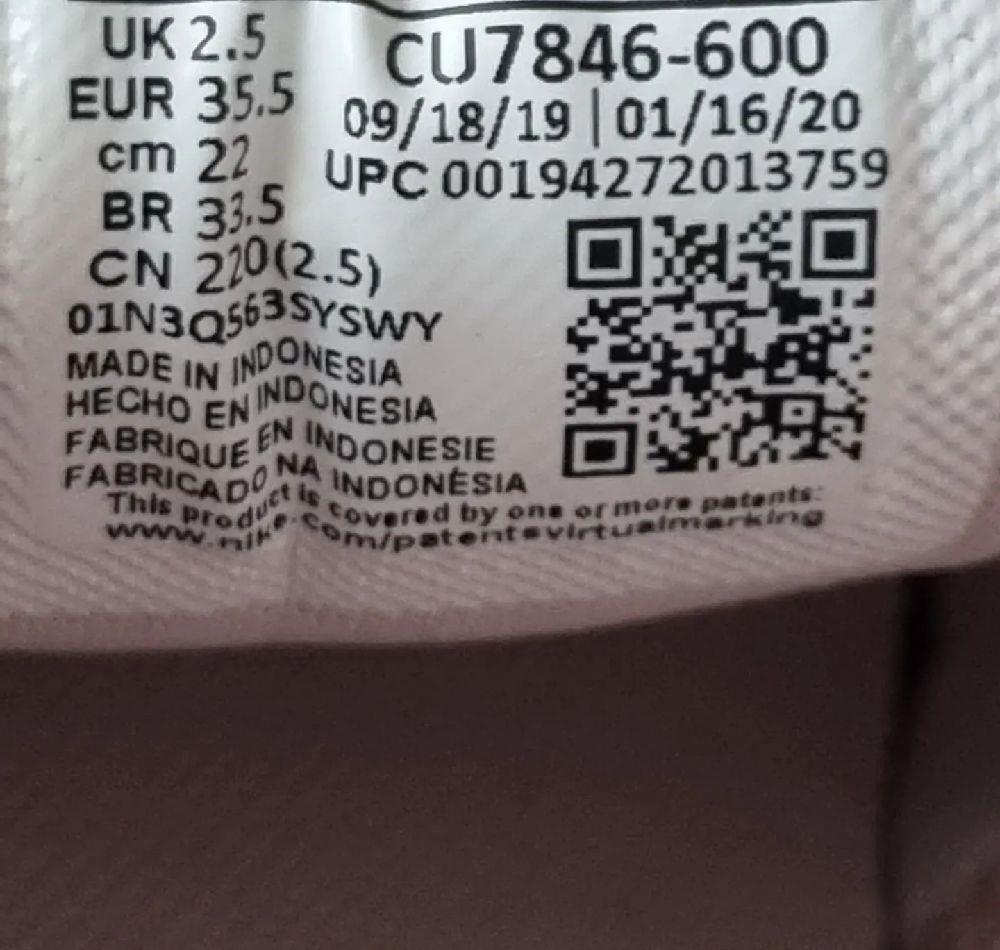 UK 2.5
EUR 35.5
cm 22
BR 33.5
CN 220(2.5)
01N3Q563SYSWY
CU7846-600
09/18/19 | 01/16/20
UPC 00194272013759
MADE IN INDONESIA
HECHO EN INDONESIA
FABRIQUE EN INDONESIE
FABRICADO NA INDONÉSIA
This product is covered by one or more patents:
www.nike.com/patentsvirtualmarking